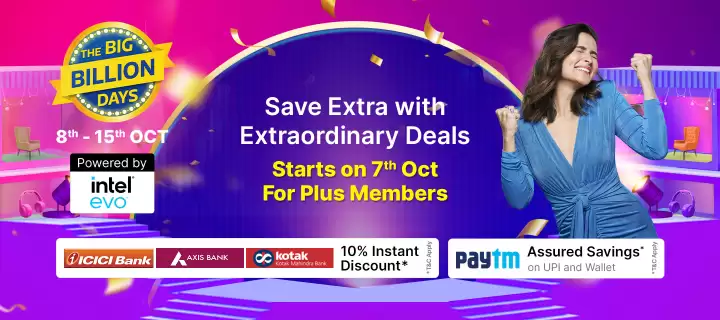 THE BIG
BILLION
DAYS
8th - 15th OCT
Powered by
intel
evo
Save Extra with
Extraordinary Deals
Starts on 7th Oct
For Plus Members
ICICI Bank
AXIS BANK
kotak
Kotak Mahindra Bank
10% Instant
Discount*
*T&C Apply
Paytm
Assured Savings*
on UPI and Wallet
*T&C Apply